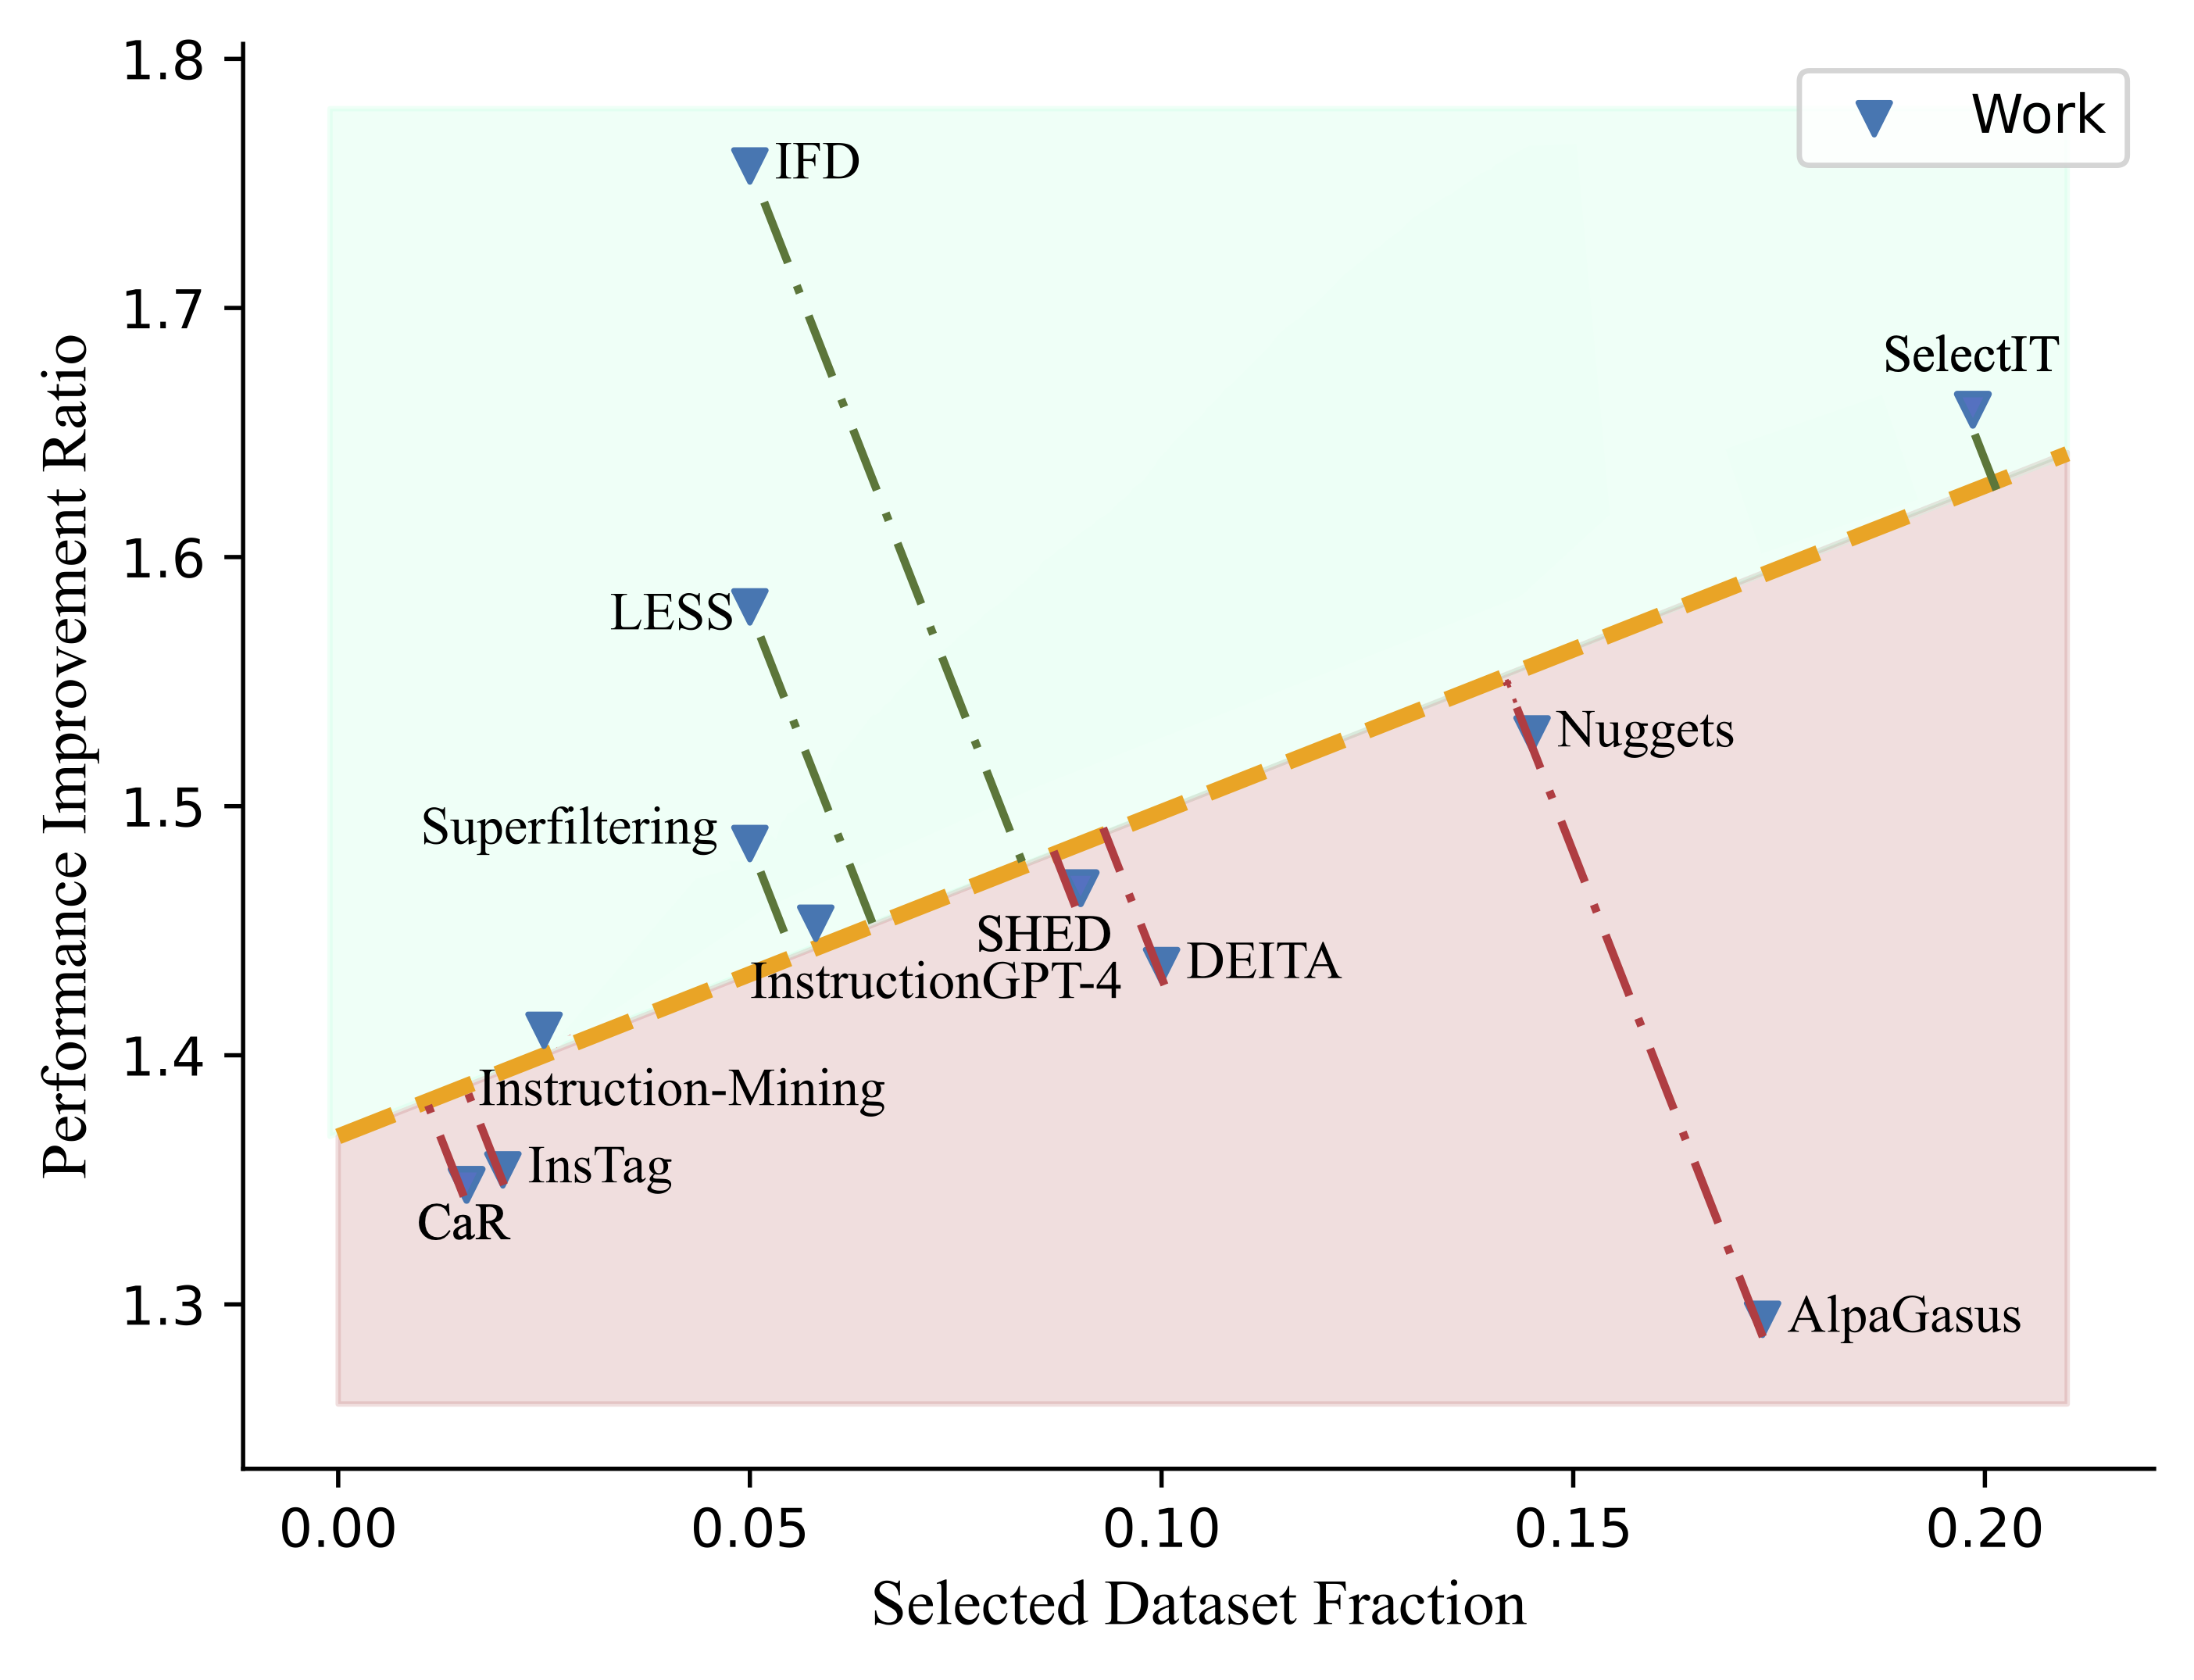 1.8
Work
IFD
1.7
SelectIT
1.6
LESS
Nuggets
1.5
Superfiltering
SHED
DEITA
InstructionGPT-4
1.4
Instruction-Mining
InsTag
CaR
1.3
AlpaGasus
Performance Improvement Ratio
0.00 0.05 0.10 0.15 0.20
Selected Dataset Fraction